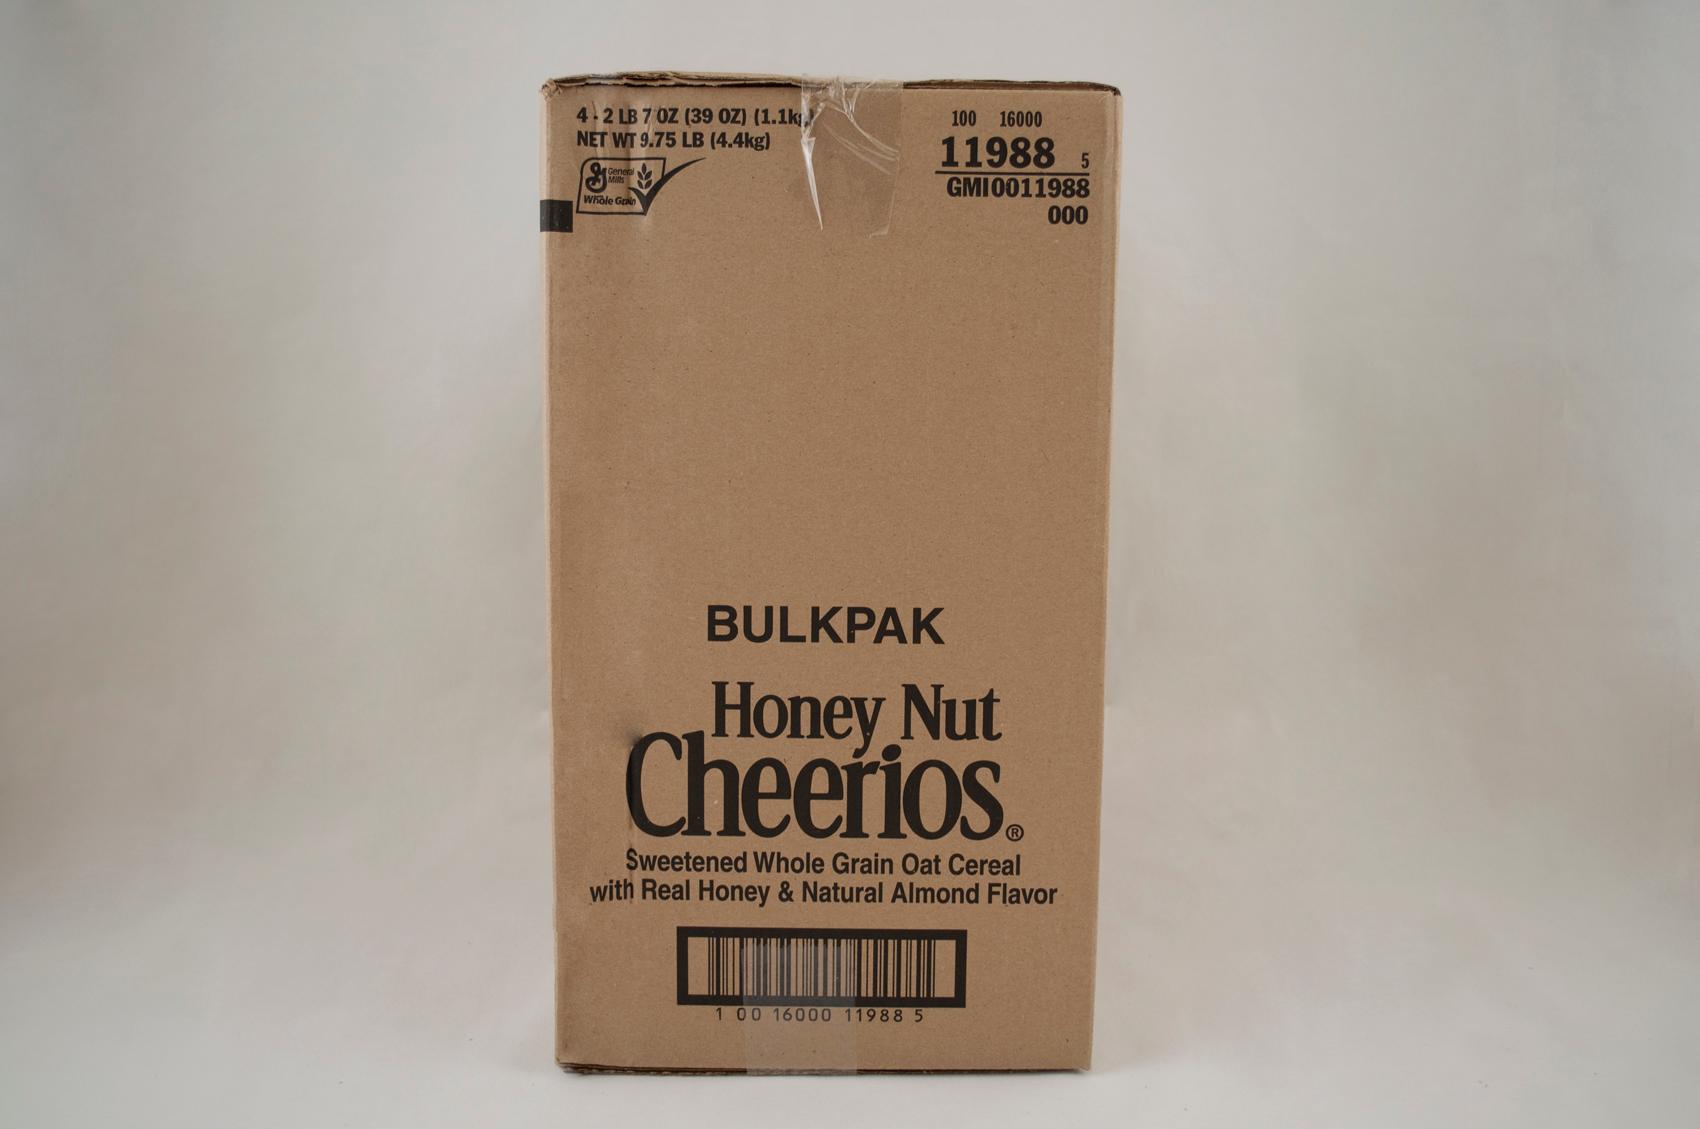 4 - 2 LB 7 OZ (39 OZ) (1.1kg)
NET WT 9.75 LB (4.4kg)
General
Mills
Whole Grain
100 16000
11988 5
GMI0011988
000
BULKPAK
Honey Nut
Cheerios®
Sweetened Whole Grain Oat Cereal
with Real Honey & Natural Almond Flavor
1 00 16000 11988 5